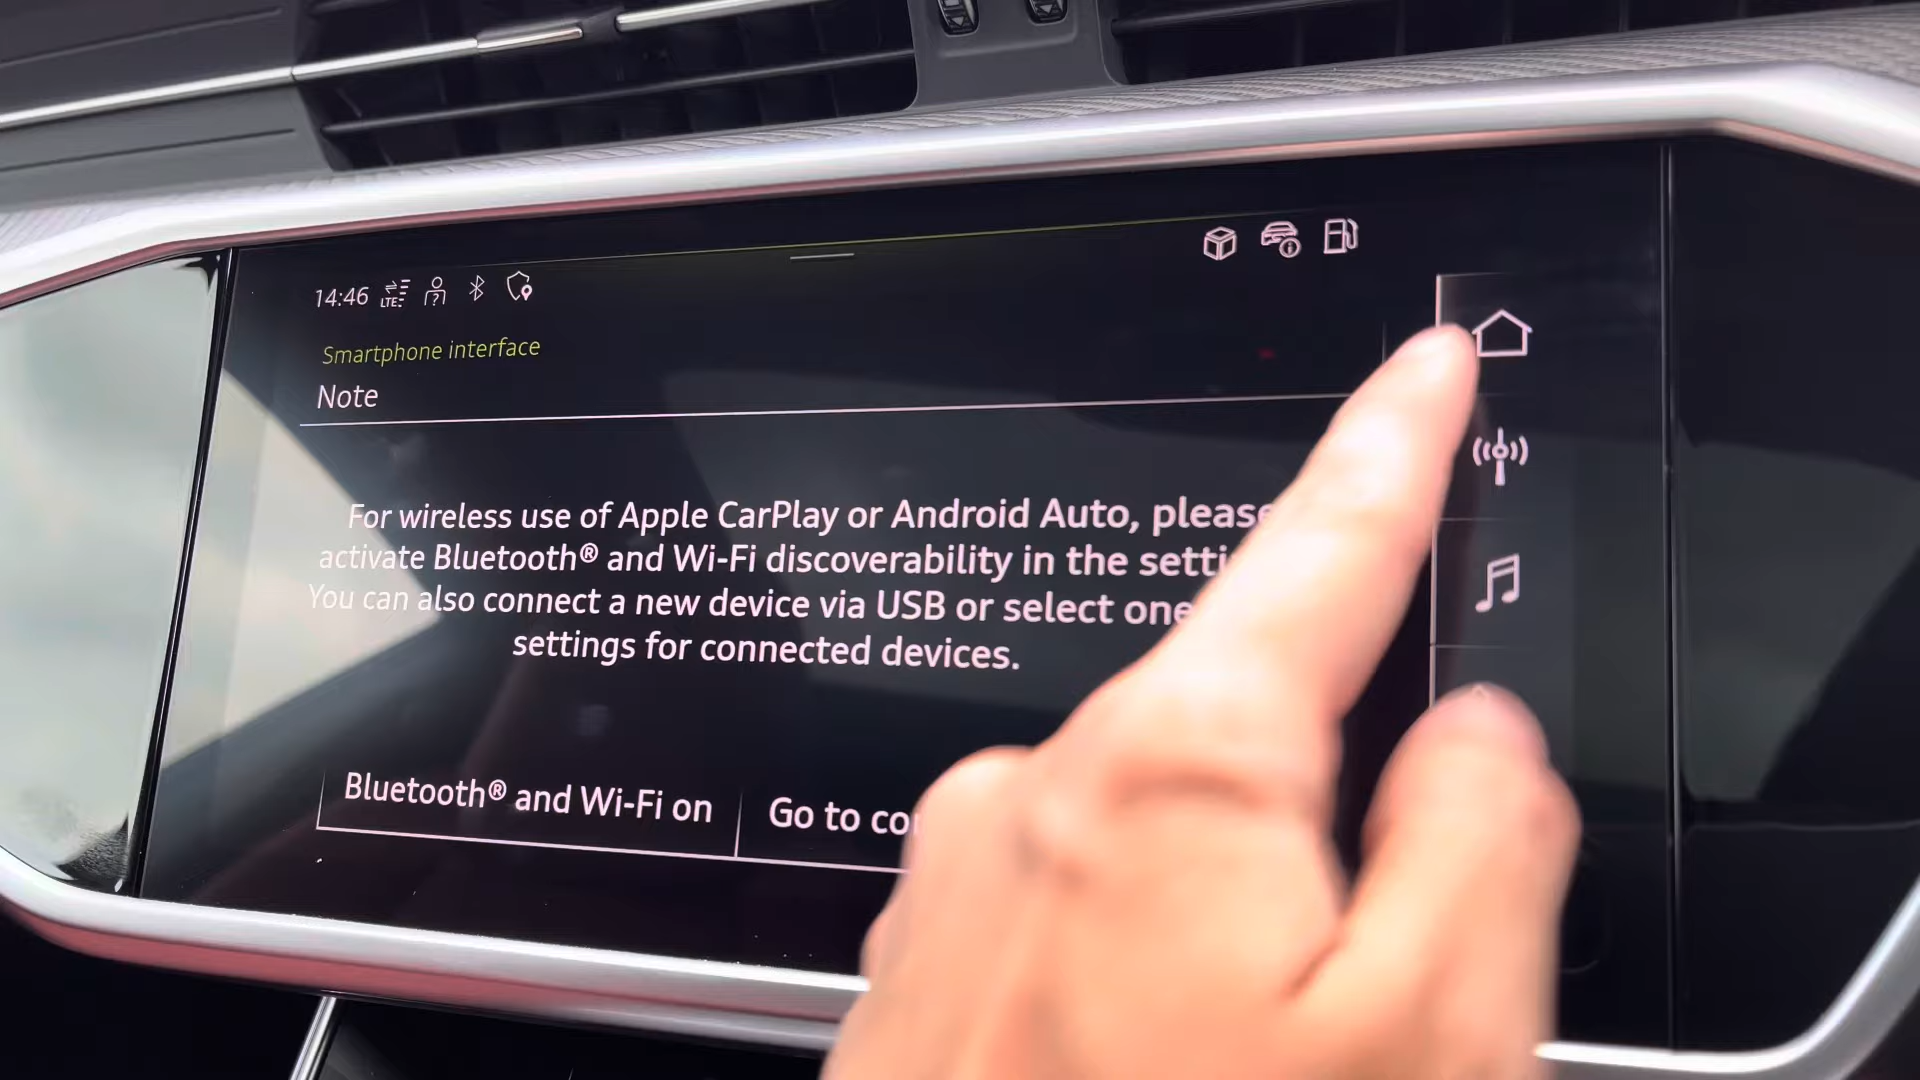 14:46 LTE
Smartphone interface
Note
For wireless use of Apple CarPlay or Android Auto, please
activate Bluetooth® and Wi-Fi discoverability in the
You can also connect a new device via USB or select one
settings for connected devices.
Bluetooth® and Wi-Fi on
Go to